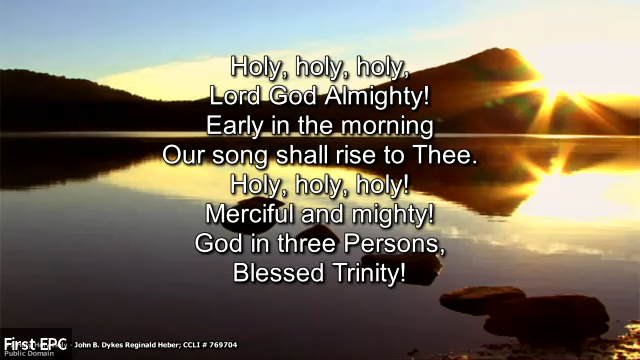 Holy, holy, holy,
Lord God Almighty!
Early in the morning
Our song shall rise to Thee.
Holy, holy, holy!
Merciful and mighty!
God in three Persons,
Blessed Trinity!
First EPC
- John B. Dykes Reginald Heber; CCLI # 769704
Public Domain